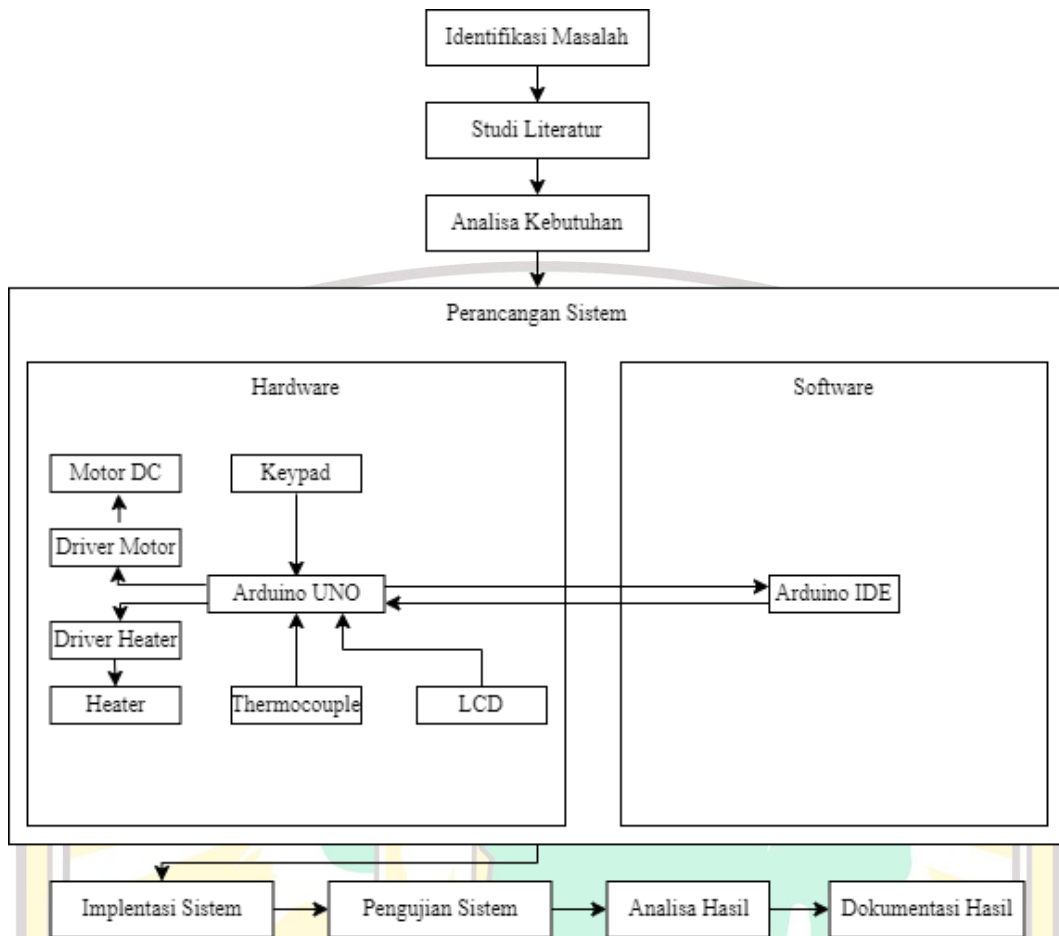 Identifikasi Masalah
Studi Literatur
Analisa Kebutuhan
Perancangan Sistem
Hardware
Software
Motor DC
Keypad
Driver Motor
Arduino UNO
Arduino IDE
Driver Heater
Heater
Thermocouple
LCD
Implentasi Sistem
Pengujian Sistem
Analisa Hasil
Dokumentasi Hasil